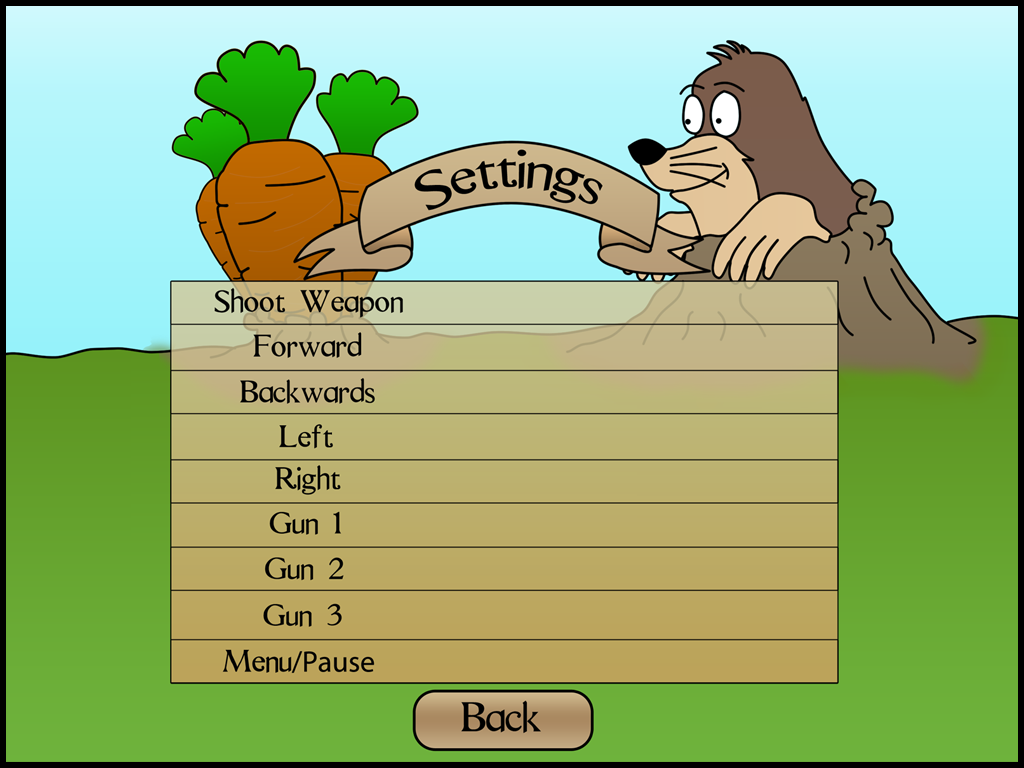 Settings
Shoot Weapon
Forward
Backwards
Left
Right
Gun 1
Gun 2
Gun 3
Menu/Pause
Back